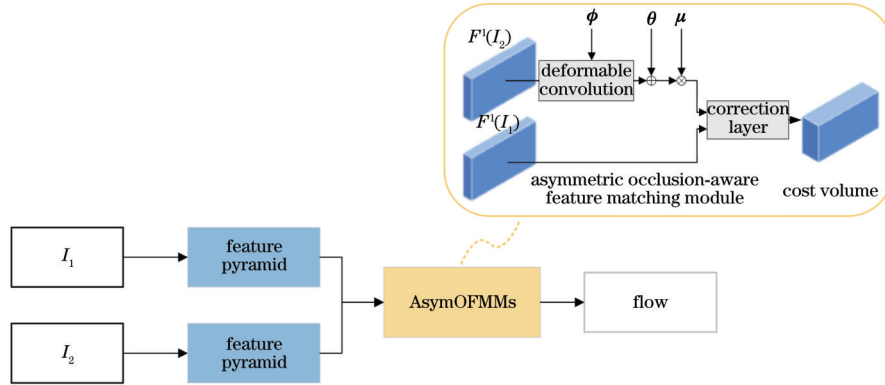 F¹(I₂)
ϕ
θ
μ
deformable
convolution
F¹(I₁)
correction
layer
asymmetric occlusion-aware
feature matching module
cost volume
I₁
feature
pyramid
AsymOFMMs
flow
I₂
feature
pyramid